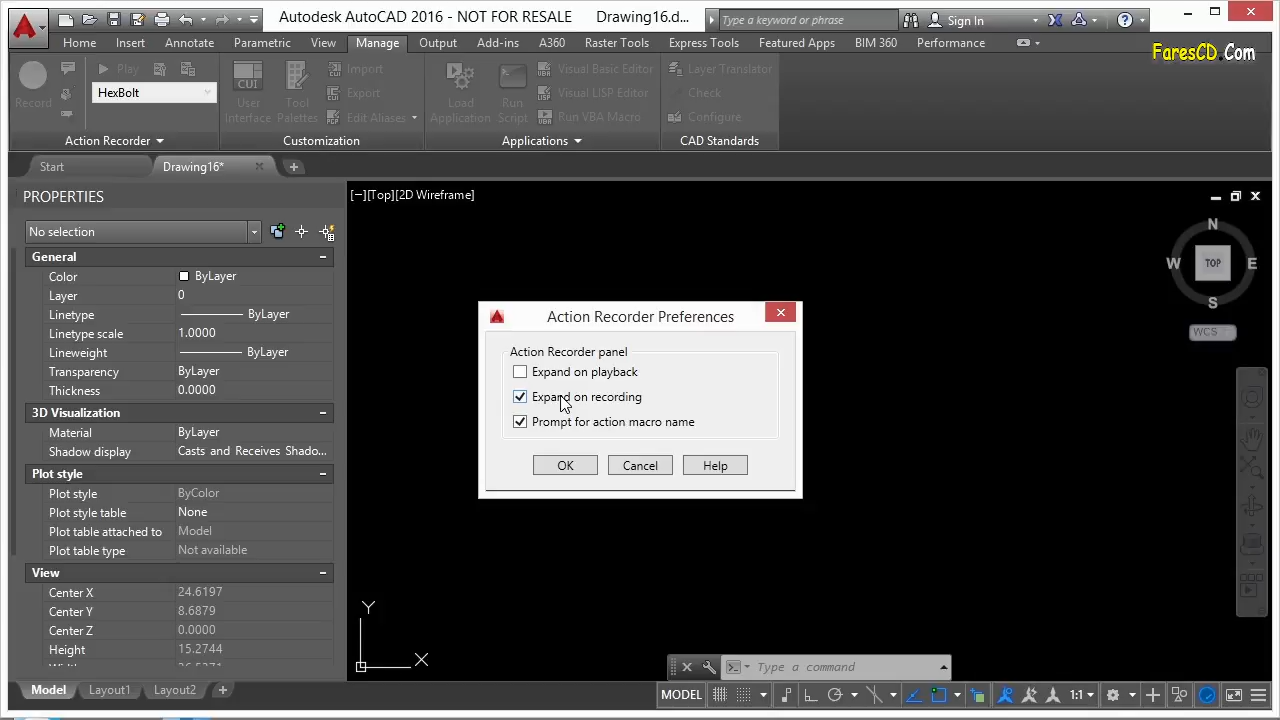 Autodesk AutoCAD 2016 - NOT FOR RESALE Drawing16.d... Type a keyword or phrase Sign In
Home Insert Annotate Parametric View Manage Output Add-ins A360 Raster Tools Express Tools Featured Apps BIM 360 Performance
FaresCD.Com
Play Import Visual Basic Editor Layer Translator
CUI
HexBolt Export Visual LISP Editor Check
Record User Interface Tool Palettes Edit Aliases Load Application Run Script Run VBA Macro Configure
Action Recorder Customization Applications CAD Standards
Start Drawing16*
PROPERTIES
[−][Top][2D Wireframe]
No selection
General
Color ByLayer
Layer 0
Linetype ByLayer
Linetype scale 1.0000
Lineweight ByLayer
Transparency ByLayer
Thickness 0.0000
3D Visualization
Material ByLayer
Shadow display Casts and Receives Shado...
Plot style
Plot style ByColor
Plot style table None
Plot table attached to Model
Plot table type Not available
View
Center X 24.6197
Center Y 8.6879
Center Z 0.0000
Height 15.2744
N
W TOP E
S
WCS
Action Recorder Preferences
Action Recorder panel
Expand on playback
Expand on recording
Prompt for action macro name
OK Cancel Help
Y
X
Type a command
Model Layout1 Layout2
MODEL 1:1